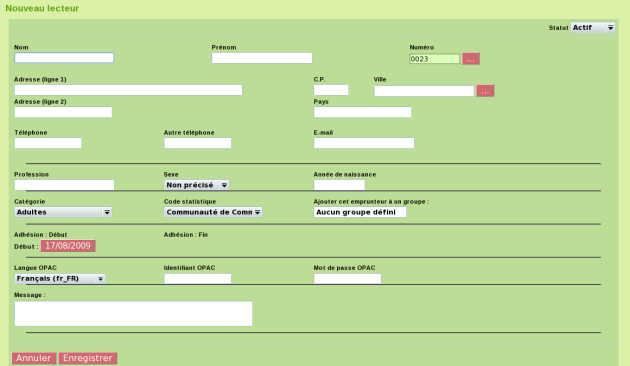 Nouveau lecteur
Statut Actif
Nom Prénom Numéro
0023 ...
Adresse (ligne 1) C.P. Ville
...
Adresse (ligne 2) Pays
Téléphone Autre téléphone E-mail
Profession Sexe Année de naissance
Non précisé
Catégorie Code statistique Ajouter cet emprunteur à un groupe :
Adultes Communauté de Comm Aucun groupe défini
Adhésion : Début Adhésion : Fin
Début : 17/08/2009
Langue OPAC Identifiant OPAC Mot de passe OPAC
Français (fr_FR)
Message :
Annuler Enregistrer